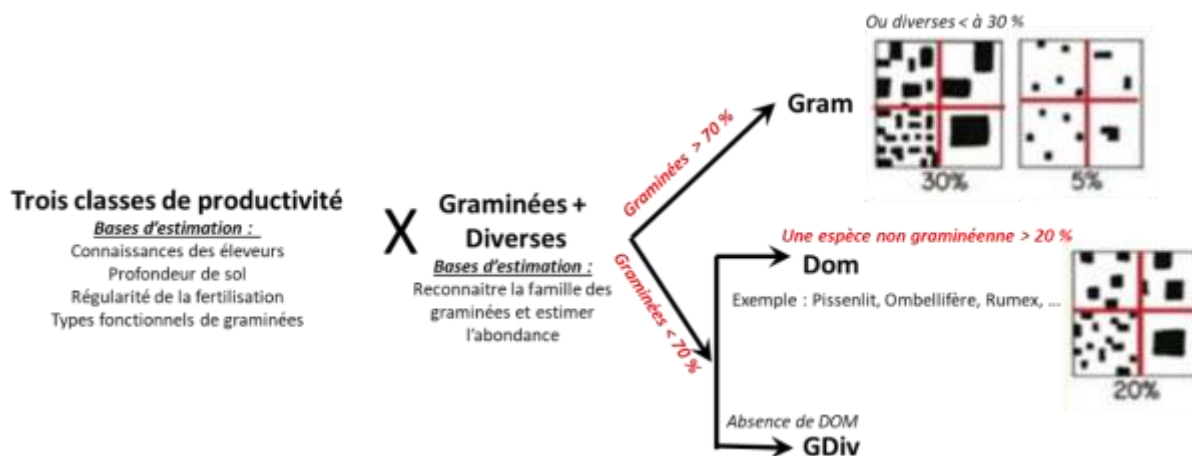 Ou diverses < à 30 %
Gram
Graminées > 70 %
30%
5%
Trois classes de productivité
Bases d'estimation :
Connaissances des éleveurs
Profondeur de sol
Régularité de la fertilisation
Types fonctionnels de graminées
X
Graminées +
Diverses
Bases d'estimation :
Reconnaitre la famille des
graminées et estimer
l'abondance
Graminées < 70 %
Une espèce non graminéenne > 20 %
Dom
Exemple : Pissenlit, Ombellifère, Rumex, ...
20%
Absence de DOM
GDiv